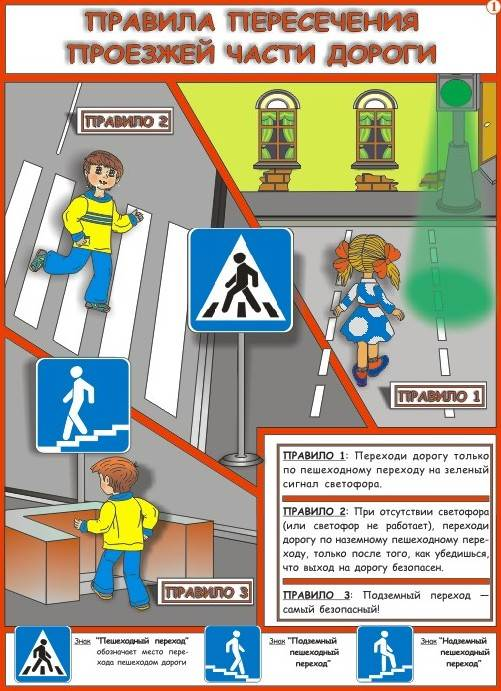 1
ПРАВИЛА ПЕРЕСЕЧЕНИЯ
ПРОЕЗЖЕЙ ЧАСТИ ДОРОГИ
ПРАВИЛО 2
ПРАВИЛО 1
ПРАВИЛО 3
ПРАВИЛО 1: Переходи дорогу только
по пешеходному переходу на зеленый
сигнал светофора.
ПРАВИЛО 2: При отсутствии светофора
(или светофор не работает), переходи
дорогу по наземному пешеходному пере-
ходу, только после того, как убедишься,
что выход на дорогу безопасен.
ПРАВИЛО 3: Подземный переход –
самый безопасный!
Знак "Пешеходный переход"
обозначает место пере-
хода пешеходом дороги
Знак "Подземный
пешеходный
переход"
Знак "Надземный
пешеходный
переход"